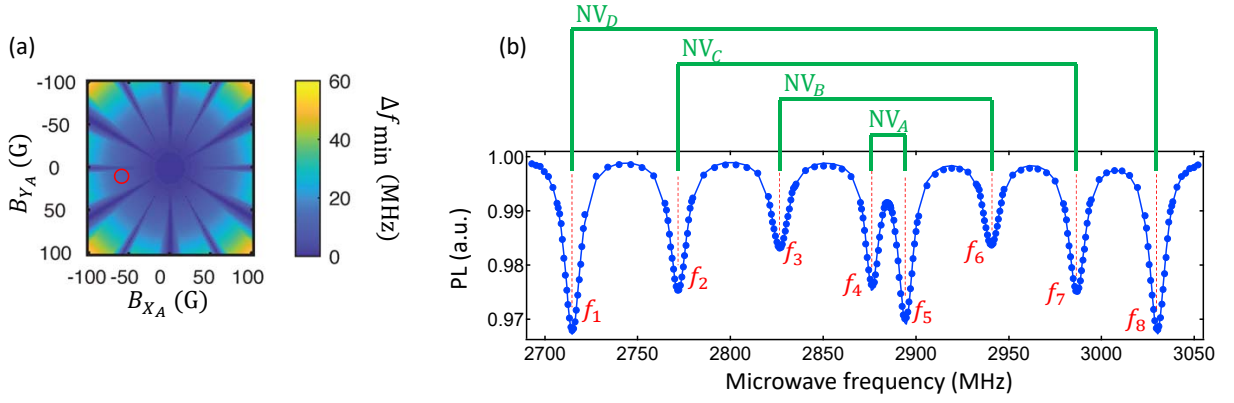 (a)
-100
-50
0
50
100
B_{Y_A} (G)
-100 -50 0 50 100
B_{X_A} (G)
60
40
20
0
Δf_{min} (MHz)
(b)
NV_D
NV_C
NV_B
NV_A
1.00
0.99
0.98
0.97
PL (a.u.)
f_1
f_2
f_3
f_4
f_5
f_6
f_7
f_8
2700 2750 2800 2850 2900 2950 3000 3050
Microwave frequency (MHz)